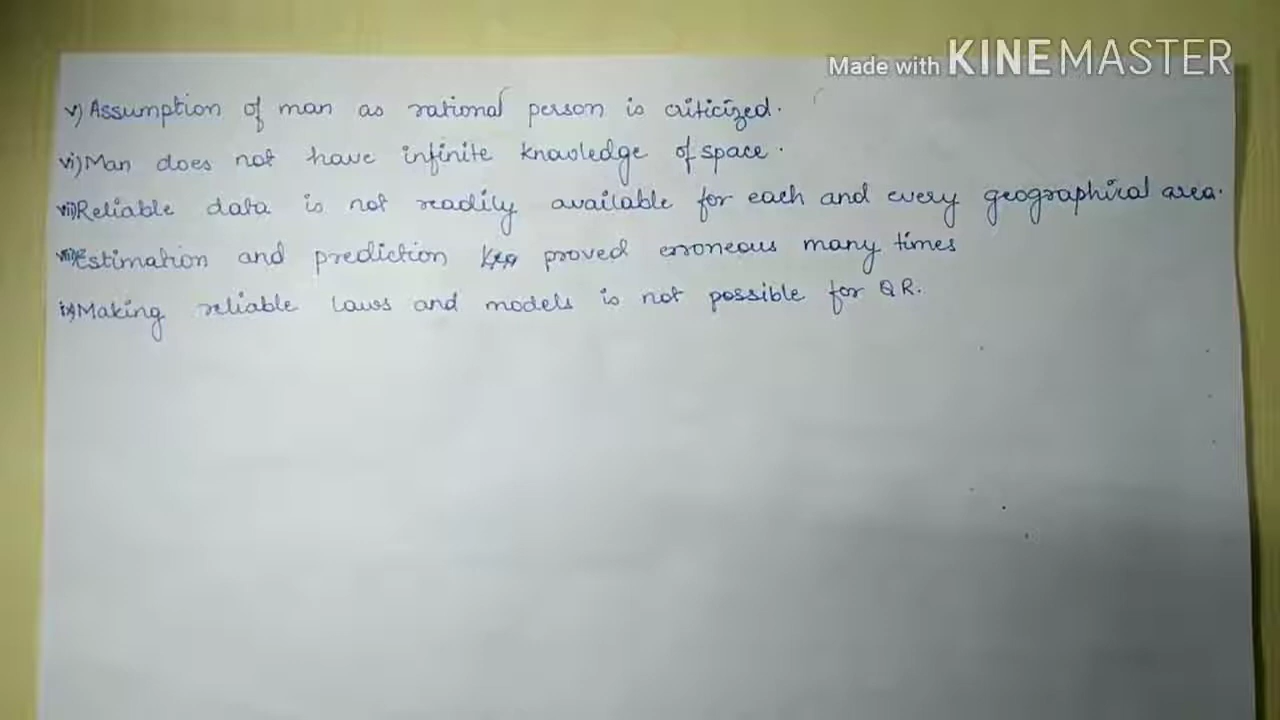 Made with KINEMASTER
v) Assumption of man as rational person is criticized.
vi) Man does not have infinite knowledge of space.
vii) Reliable data is not readily available for each and every geographical area.
viii) Estimation and prediction proved erroneous many times
ix) Making reliable laws and models is not possible for QR.